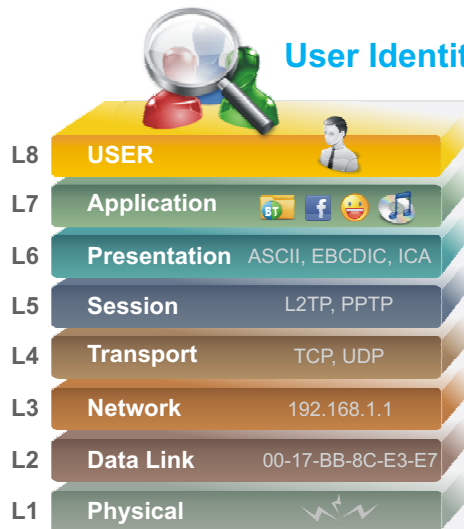 User Identit
L8 USER
L7 Application BT f
L6 Presentation ASCII, EBCDIC, ICA
L5 Session L2TP, PPTP
L4 Transport TCP, UDP
L3 Network 192.168.1.1
L2 Data Link 00-17-BB-8C-E3-E7
L1 Physical